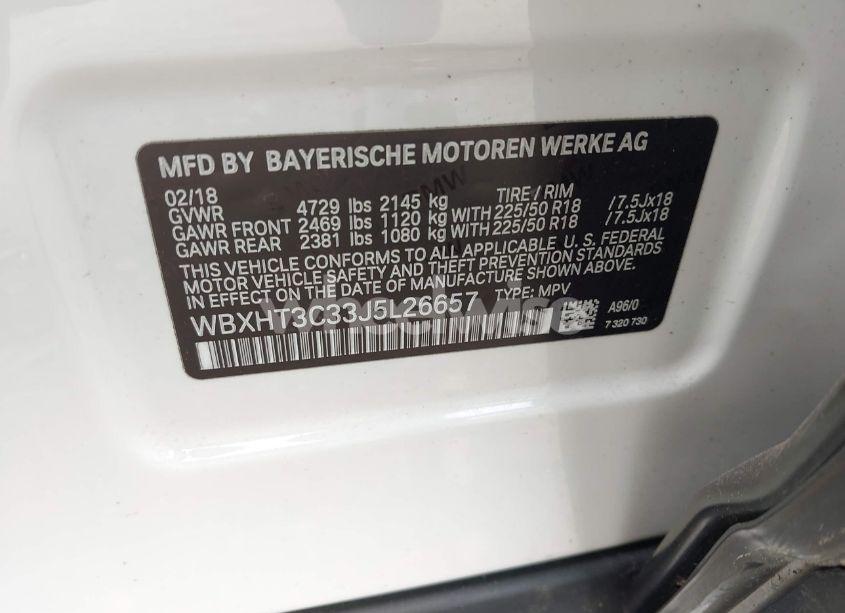 MFD BY BAYERISCHE MOTOREN WERKE AG
02/18 TIRE / RIM
GVWR 4729 lbs 2145 kg
GAWR FRONT 2469 lbs 1120 kg WITH 225/50 R18 /7.5Jx18
GAWR REAR 2381 lbs 1080 kg WITH 225/50 R18 /7.5Jx18
THIS VEHICLE CONFORMS TO ALL APPLICABLE U. S. FEDERAL
MOTOR VEHICLE SAFETY AND THEFT PREVENTION STANDARDS
IN EFFECT ON THE DATE OF MANUFACTURE SHOWN ABOVE.
WBXHT3C33J5L26657 TYPE: MPV
A96/0
7 320 730